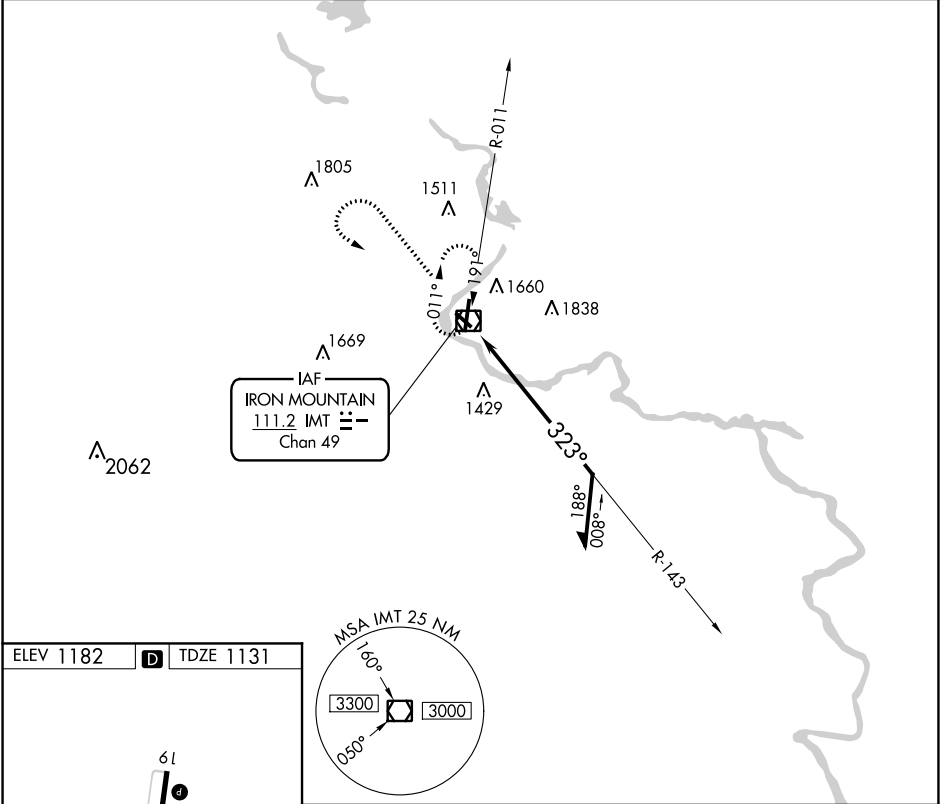 R-011
1805
1511
191°
011°
1660
1838
1669
IAF
IRON MOUNTAIN
111.2 IMT
Chan 49
1429
2062
323°
188°
008°
R-143
MSA IMT 25 NM
160°
3300
3000
050°
ELEV 1182 D TDZE 1131
19
P